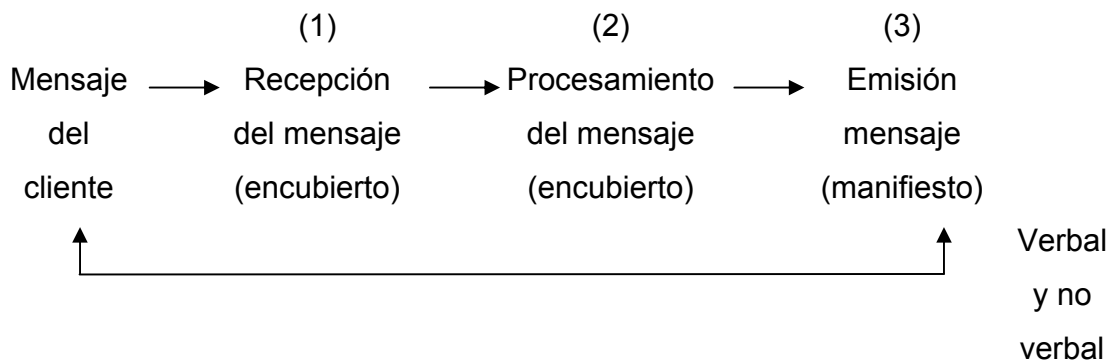 (1) (2) (3)
Mensaje Recepción Procesamiento Emisión
del del mensaje del mensaje mensaje
cliente (encubierto) (encubierto) (manifiesto)
Verbal
y no
verbal